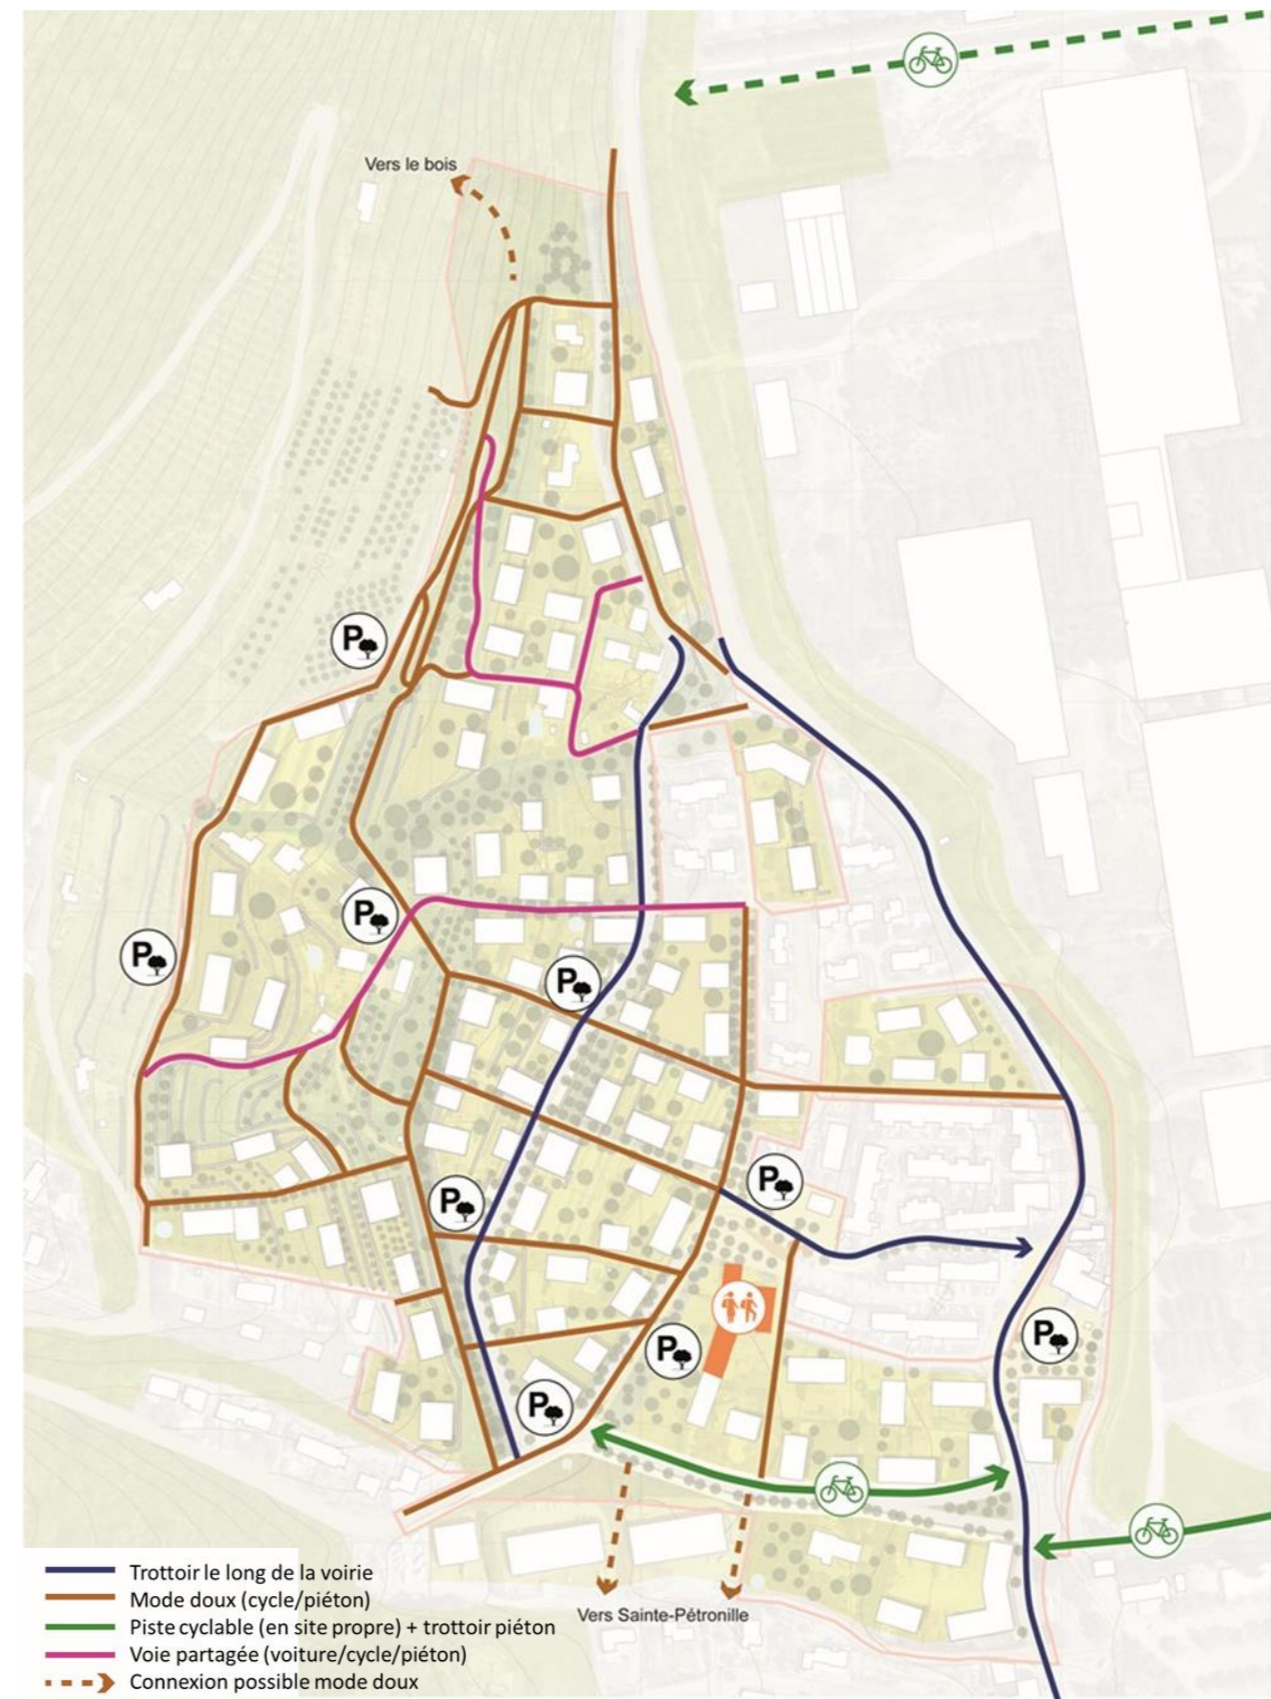 Vers le bois
P
P
P
P
P
P
P
P
P
Vers Sainte-Pétronille
Trottoir le long de la voirie
Mode doux (cycle/piéton)
Piste cyclable (en site propre) + trottoir piéton
Voie partagée (voiture/cycle/piéton)
Connexion possible mode doux